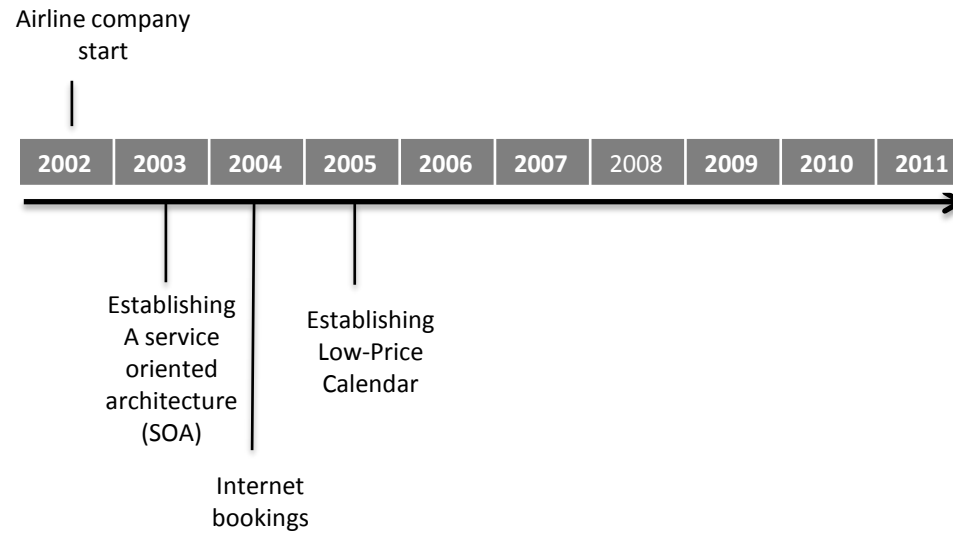 Airline company
start
2002 2003 2004 2005 2006 2007 2008 2009 2010 2011
Establishing
A service
oriented
architecture
(SOA)
Establishing
Low-Price
Calendar
Internet
bookings